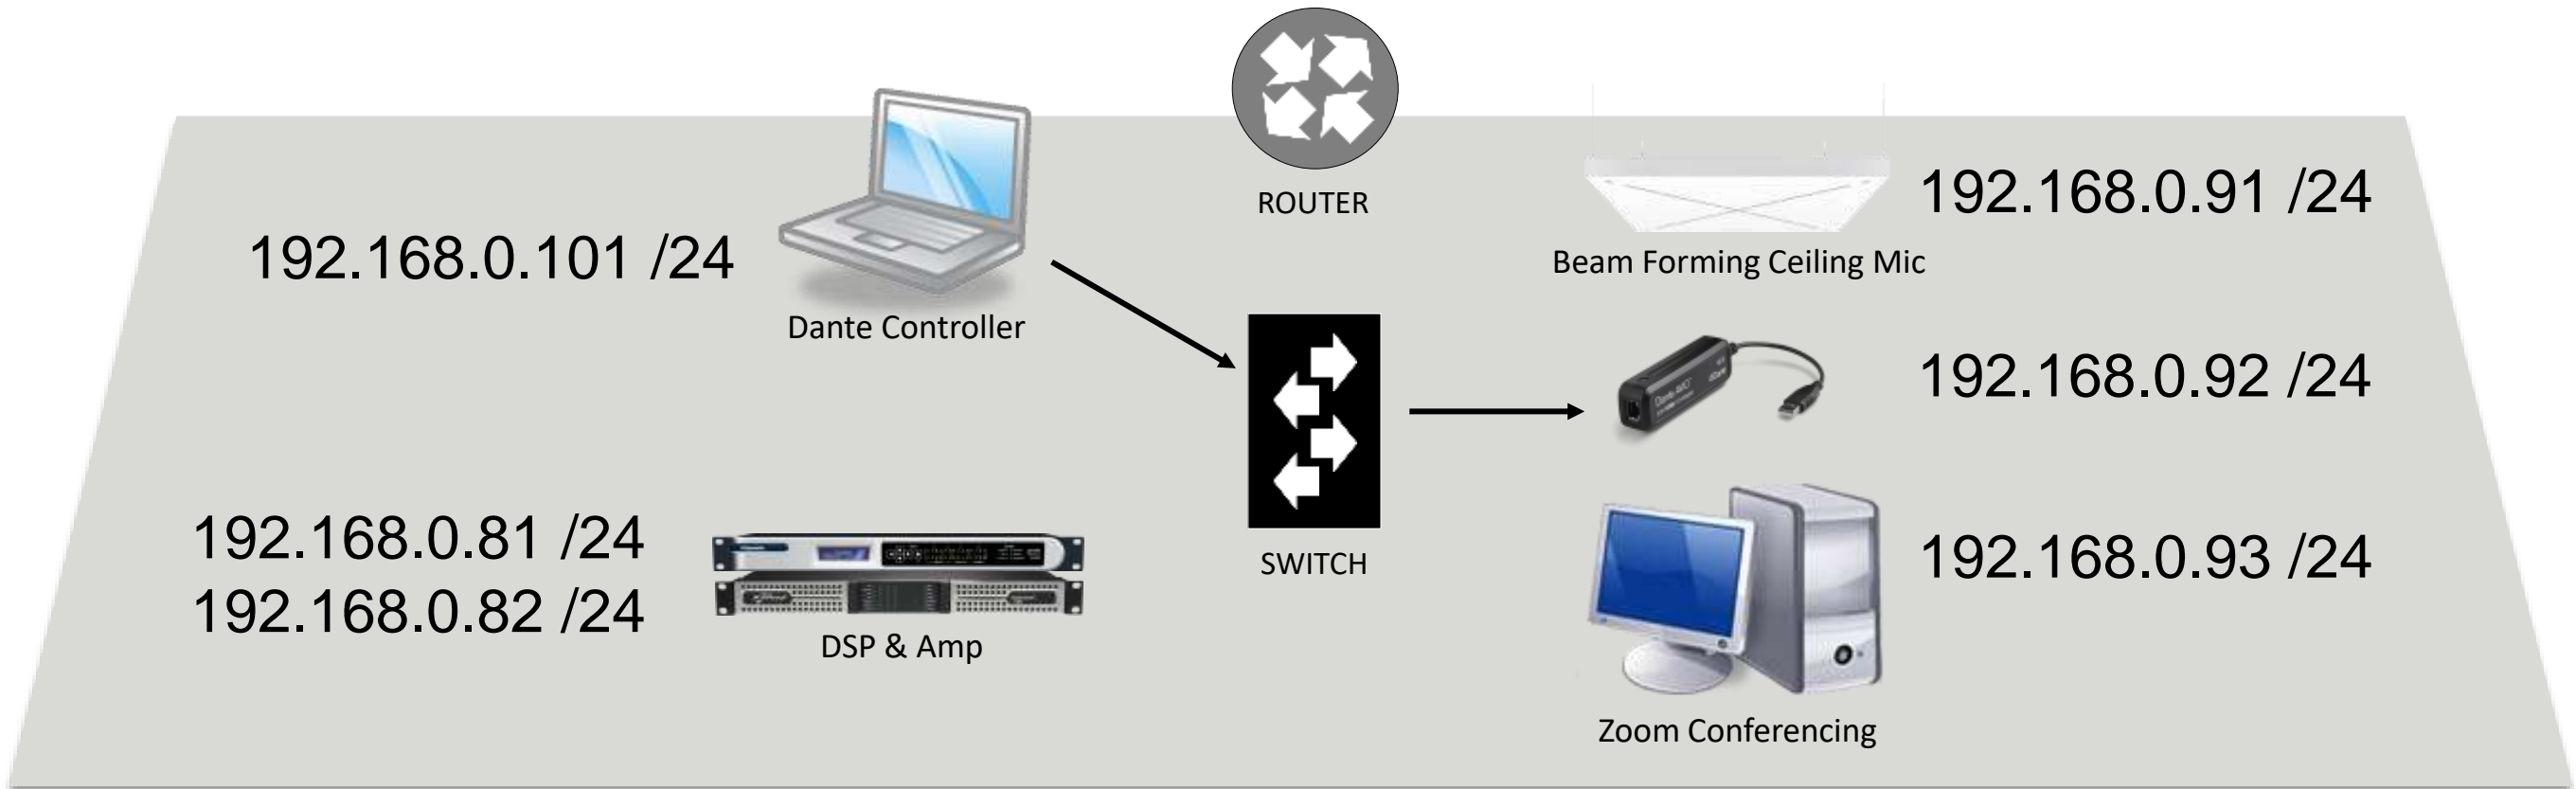 ROUTER
192.168.0.101 /24
Dante Controller
192.168.0.91 /24
Beam Forming Ceiling Mic
192.168.0.92 /24
Dante AVIO
192.168.0.81 /24
192.168.0.82 /24
DSP & Amp
SWITCH
192.168.0.93 /24
Zoom Conferencing